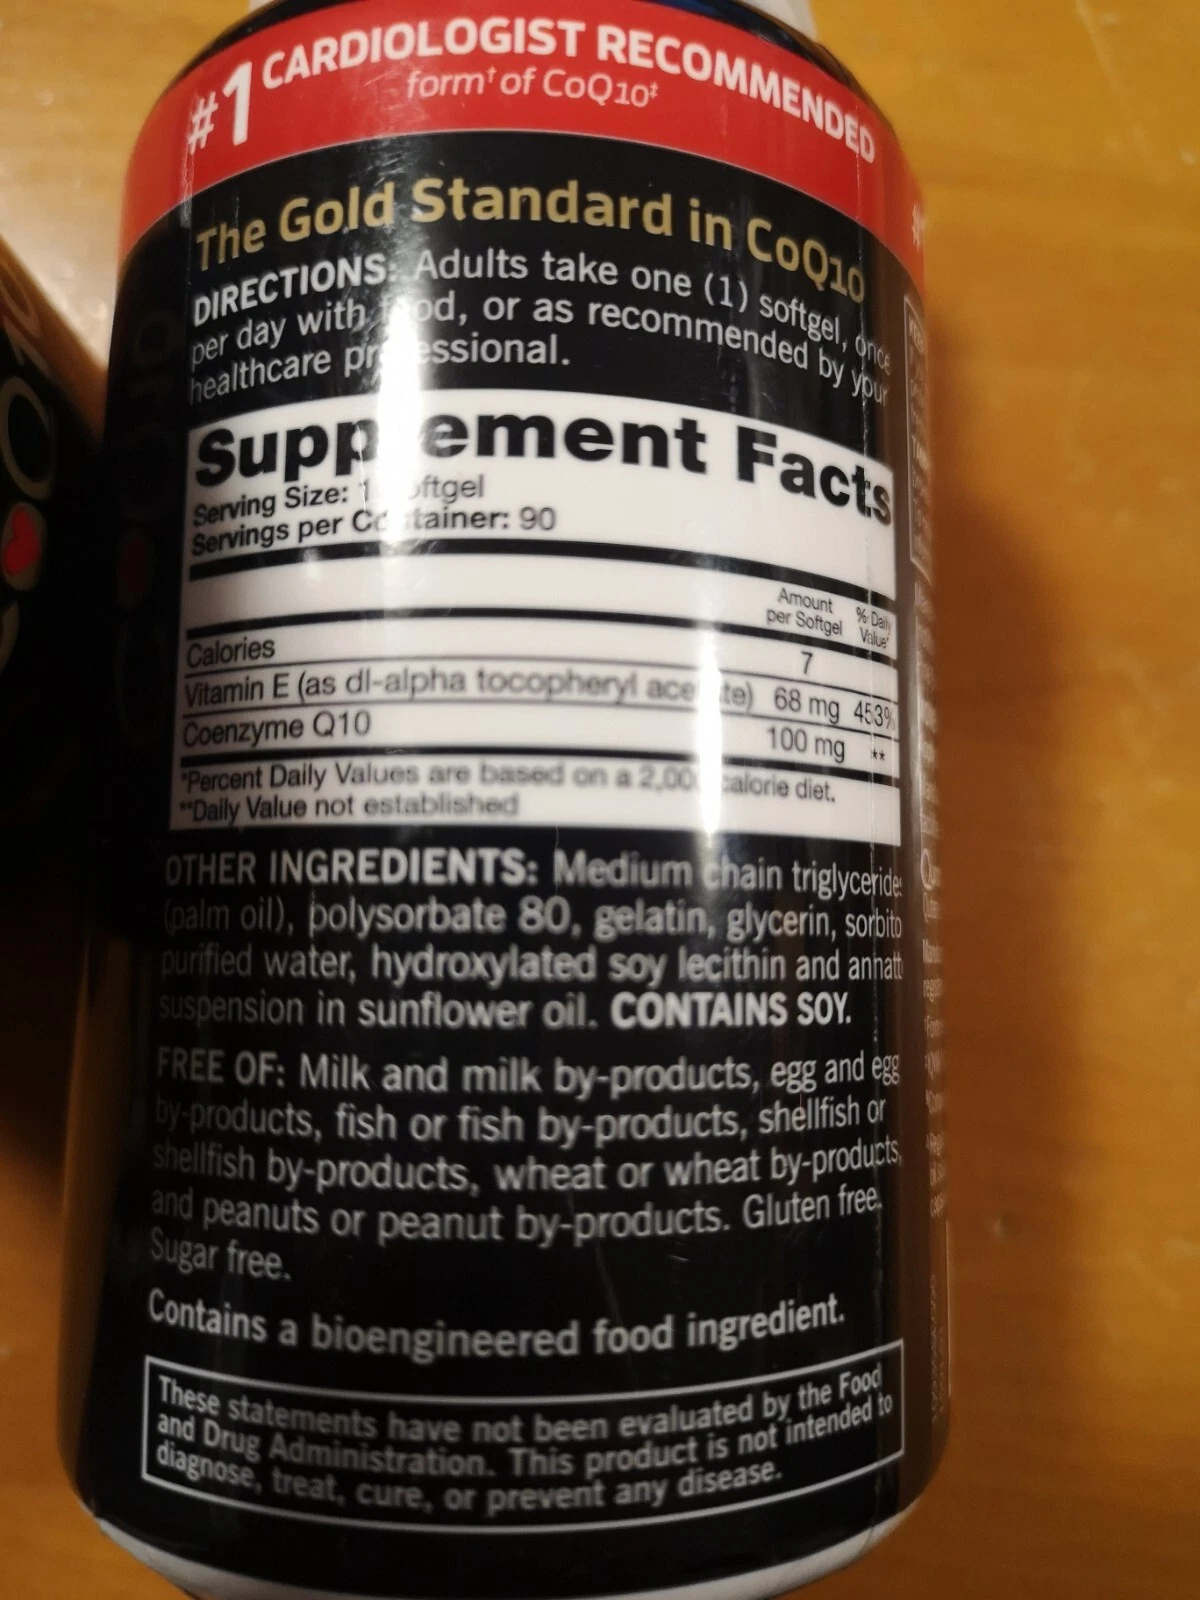 #1 CARDIOLOGIST RECOMMENDED
form† of CoQ10‡
The Gold Standard in CoQ10
DIRECTIONS: Adults take one (1) softgel, once
per day with food, or as recommended by your
healthcare professional.
Supplement Facts
Serving Size: 1 Softgel
Servings per Container: 90
Amount per Softgel % Daily Value*
Calories 7
Vitamin E (as dl-alpha tocopheryl acetate) 68 mg 453%
Coenzyme Q10 100 mg **
*Percent Daily Values are based on a 2,000 calorie diet.
**Daily Value not established
OTHER INGREDIENTS: Medium chain triglycerides
(palm oil), polysorbate 80, gelatin, glycerin, sorbito
purified water, hydroxylated soy lecithin and annatt
suspension in sunflower oil. CONTAINS SOY.
FREE OF: Milk and milk by-products, egg and egg
by-products, fish or fish by-products, shellfish or
shellfish by-products, wheat or wheat by-products,
and peanuts or peanut by-products. Gluten free.
Sugar free.
Contains a bioengineered food ingredient.
These statements have not been evaluated by the Food
and Drug Administration. This product is not intended to
diagnose, treat, cure, or prevent any disease.